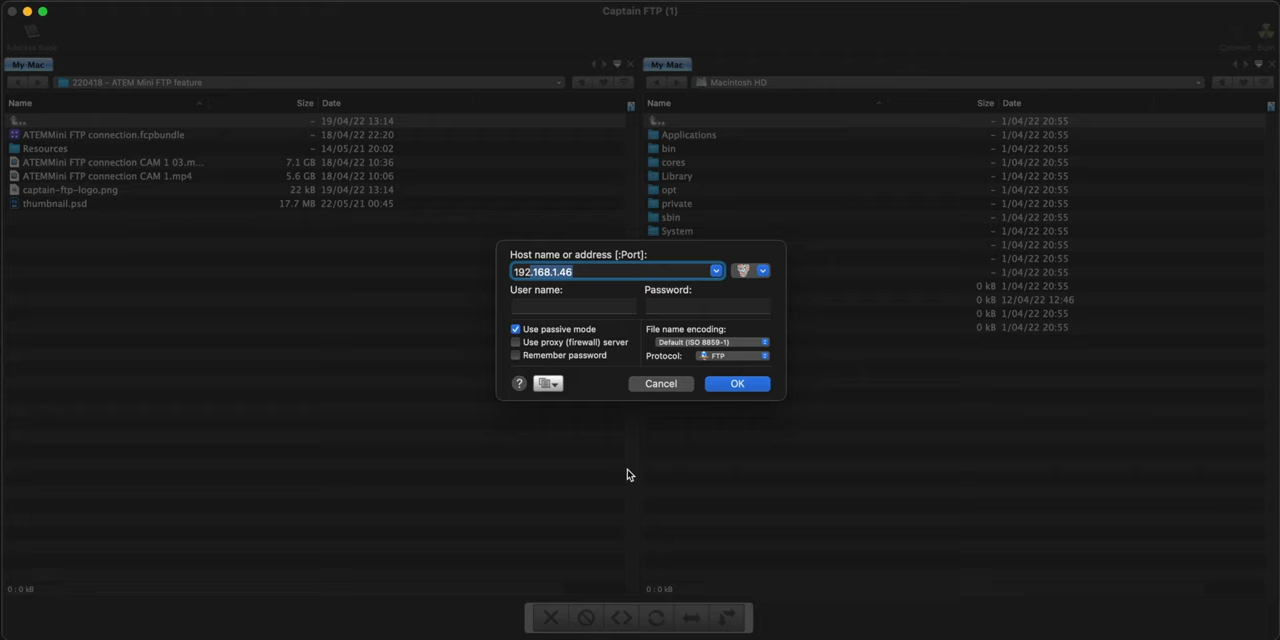 Captain FTP (1)
Address Book
Connect Burn
My Mac
My Mac
220418 - ATEM Mini FTP feature
Macintosh HD
Name Size Date
Name Size Date
.. – 19/04/22 13:14
ATEMMini FTP connection.fcpbundle – 18/04/22 22:20
Resources – 14/05/21 20:02
ATEMMini FTP connection CAM 1 03.m... 7.1 GB 18/04/22 10:36
ATEMMini FTP connection CAM 1.mp4 5.6 GB 18/04/22 10:06
captain-ftp-logo.png 22 kB 19/04/22 13:14
thumbnail.psd 17.7 MB 22/05/21 00:45
.. – 1/04/22 20:55
Applications – 1/04/22 20:55
bin – 1/04/22 20:55
cores – 1/04/22 20:55
Library – 1/04/22 20:55
opt – 1/04/22 20:55
private – 1/04/22 20:55
sbin – 1/04/22 20:55
System – 1/04/22 20:55
– 1/04/22 20:55
– 1/04/22 20:55
– 1/04/22 20:55
0 kB 1/04/22 20:55
0 kB 12/04/22 12:46
0 kB 1/04/22 20:55
0 kB 1/04/22 20:55
Host name or address [:Port]:
192.168.1.46
User name: Password:
Use passive mode
Use proxy (firewall) server
Remember password
File name encoding:
Default (ISO 8859-1)
Protocol: FTP
? Cancel OK
0 : 0 kB
0 : 0 kB